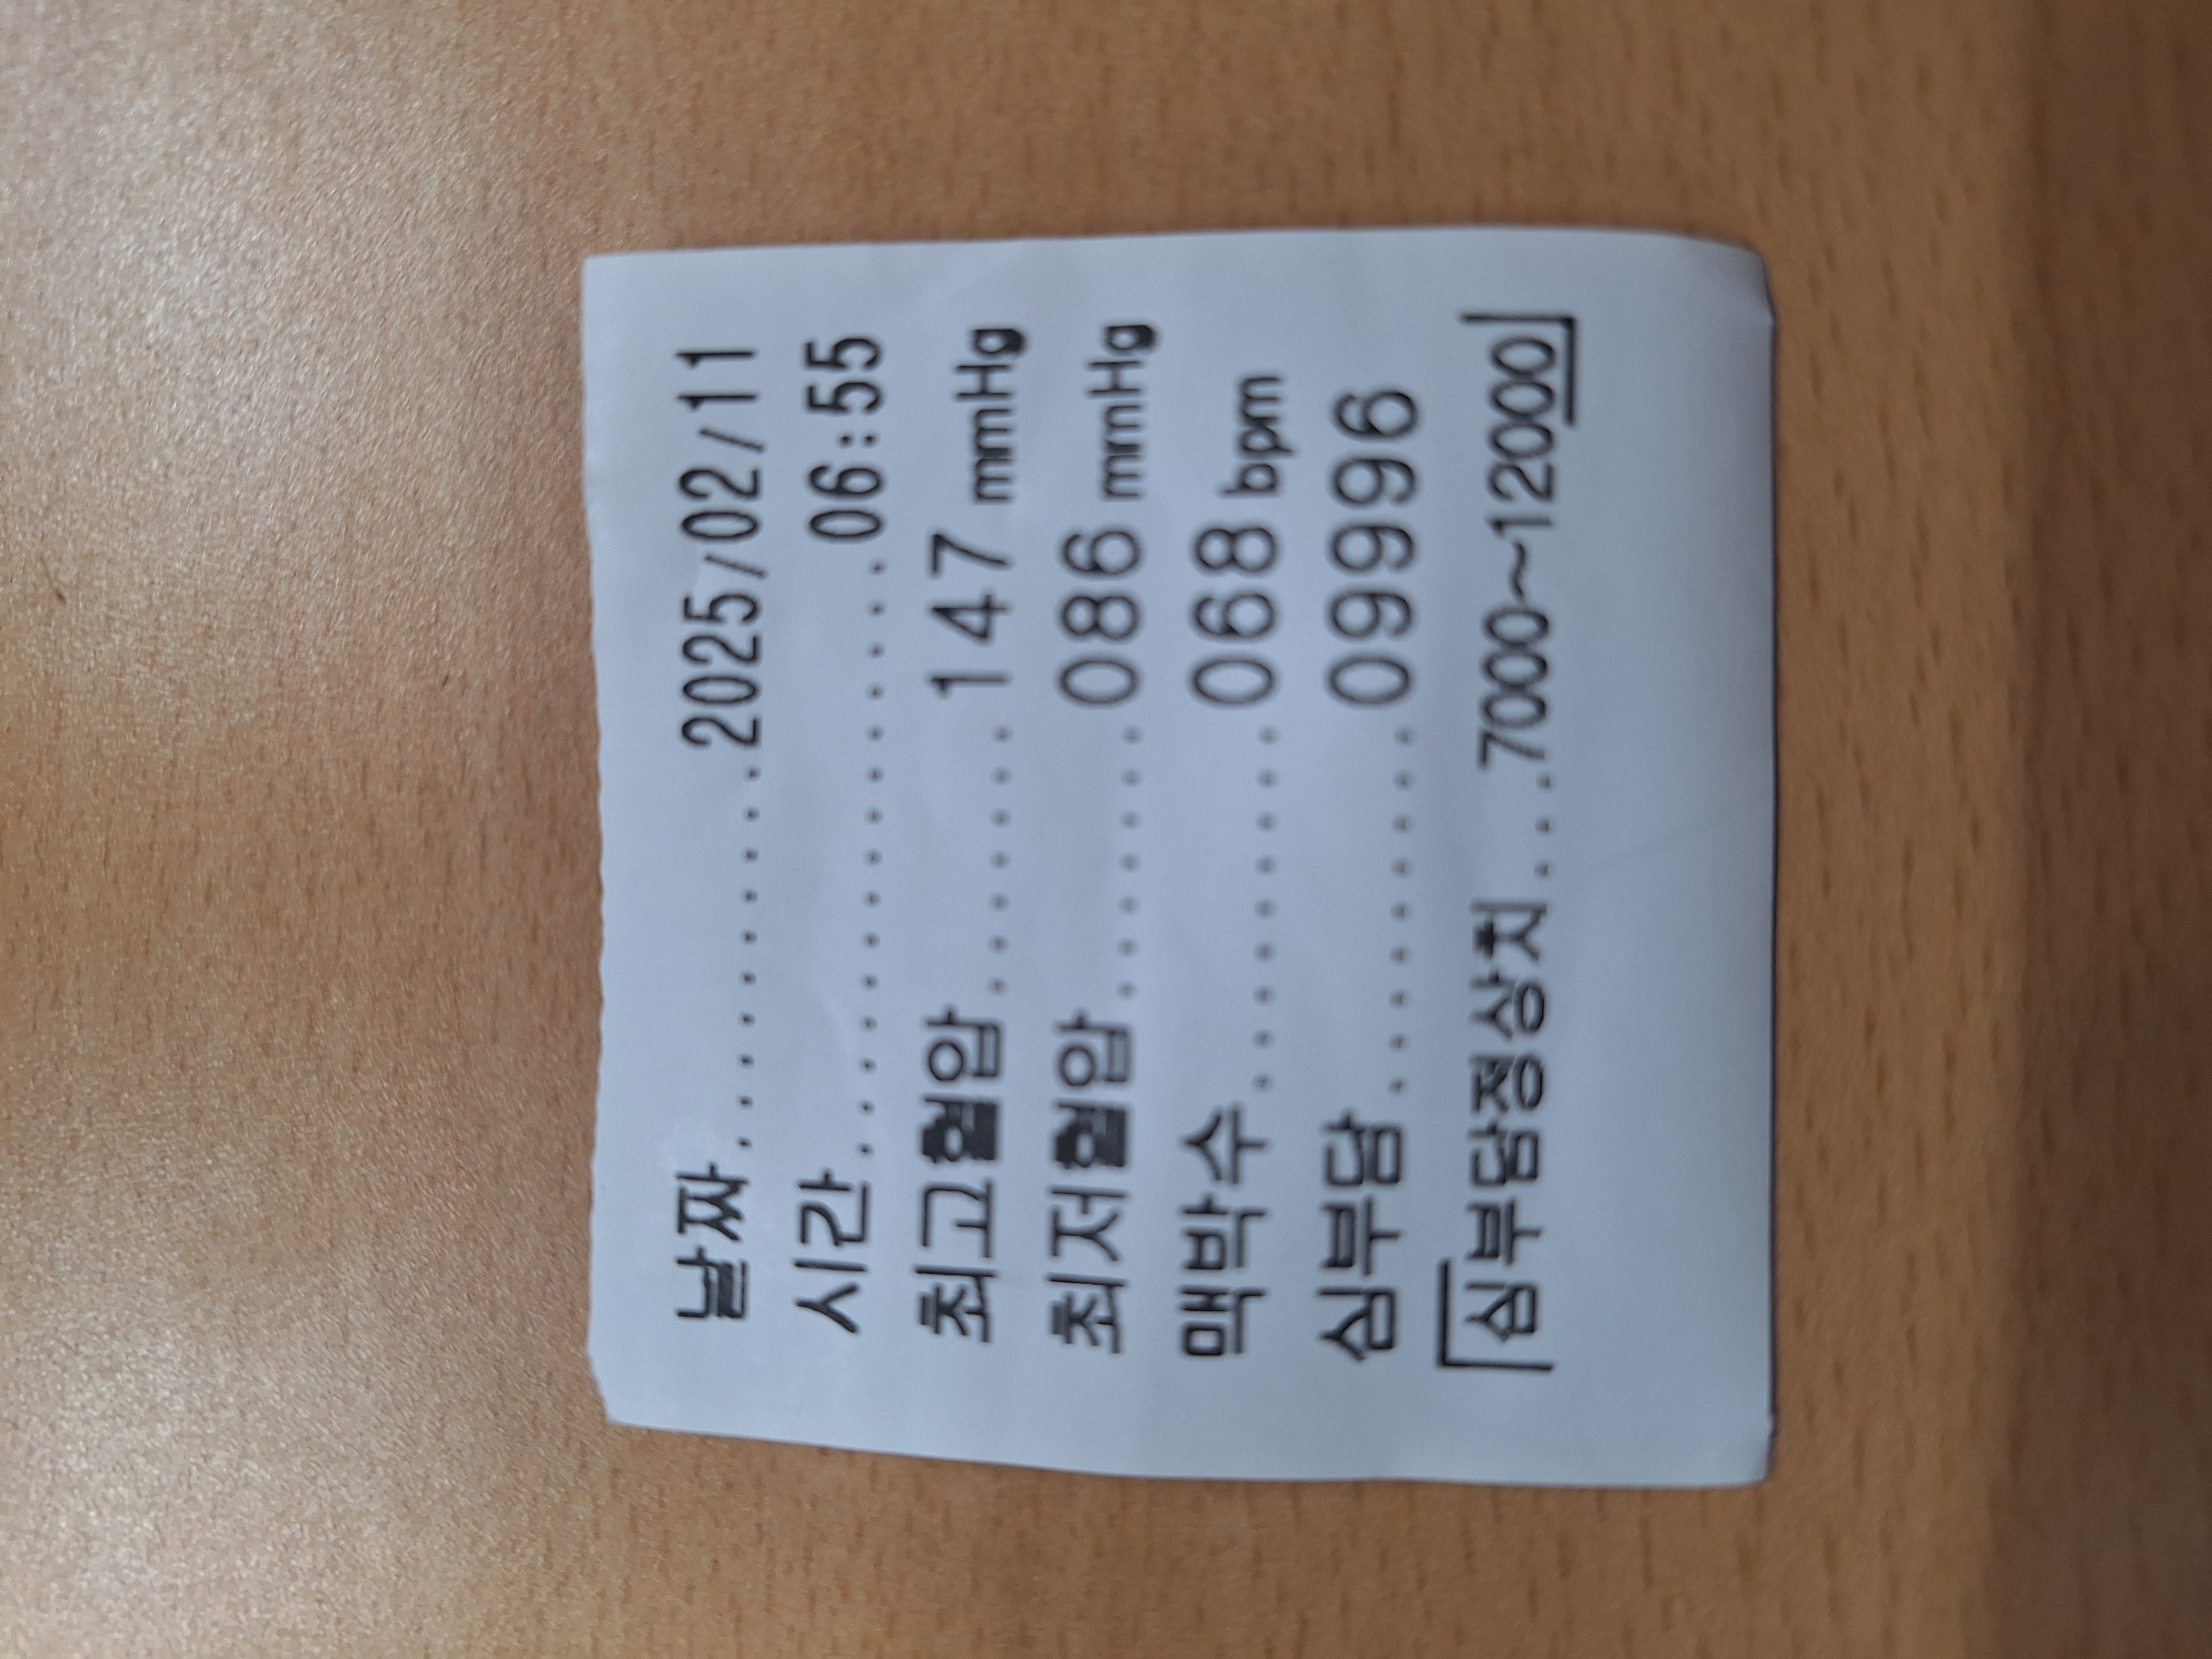 날짜..............2025/02/11
시간..................06:55
최고혈압.......147 mmHg
최저혈압.......086 mmHg
맥박수.........068 bpm
심부담.........09996
심부담정상치...7000~12000